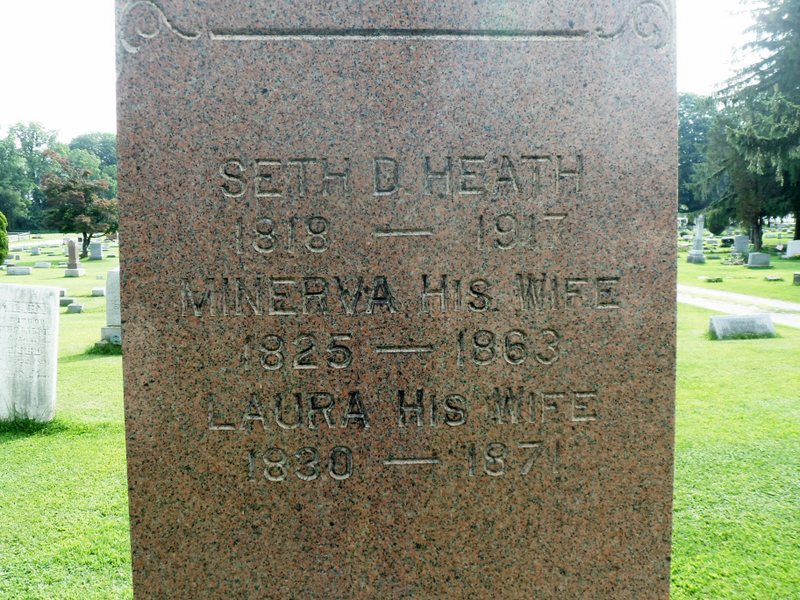 SETH D. HEATH
1818 — 1917
MINERVA HIS WIFE
1825 — 1863
LAURA HIS WIFE
1830 — 1871